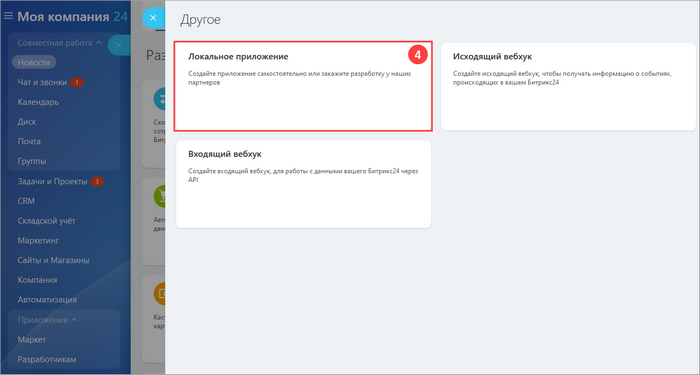 Моя компания 24
Совместная работа
Новости
Чат и звонки 1
Календарь
Диск
Почта
Группы
Задачи и Проекты 3
CRM
Складской учёт
Маркетинг
Сайты и Магазины
Компания
Автоматизация
Приложения
Маркет
Разработчикам
Раз
Ско
сотр
Битр
Авто
данн
Каст
карт
Другое
Локальное приложение
4
Создайте приложение самостоятельно или закажите разработку у наших
партнеров
Исходящий вебхук
Создайте исходящий вебхук, чтобы получать информацию о событиях,
происходящих в вашем Битрикс24
Входящий вебхук
Создайте входящий вебхук, для работы с данными вашего Битрикс24 через
API